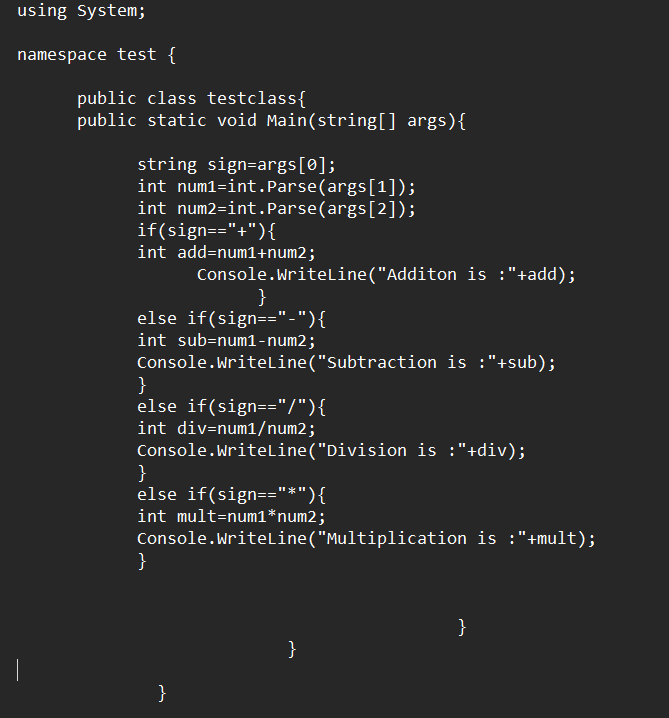 using System;
namespace test {
public class testclass{
public static void Main(string[] args){
string sign=args[0];
int num1=int.Parse(args[1]);
int num2=int.Parse(args[2]);
if(sign=="+"){
int add=num1+num2;
Console.WriteLine("Additon is :"+add);
}
else if(sign=="-"){
int sub=num1-num2;
Console.WriteLine("Subtraction is :"+sub);
}
else if(sign=="/"){
int div=num1/num2;
Console.WriteLine("Division is :"+div);
}
else if(sign=="*"){
int mult=num1*num2;
Console.WriteLine("Multiplication is :"+mult);
}
}
}
}